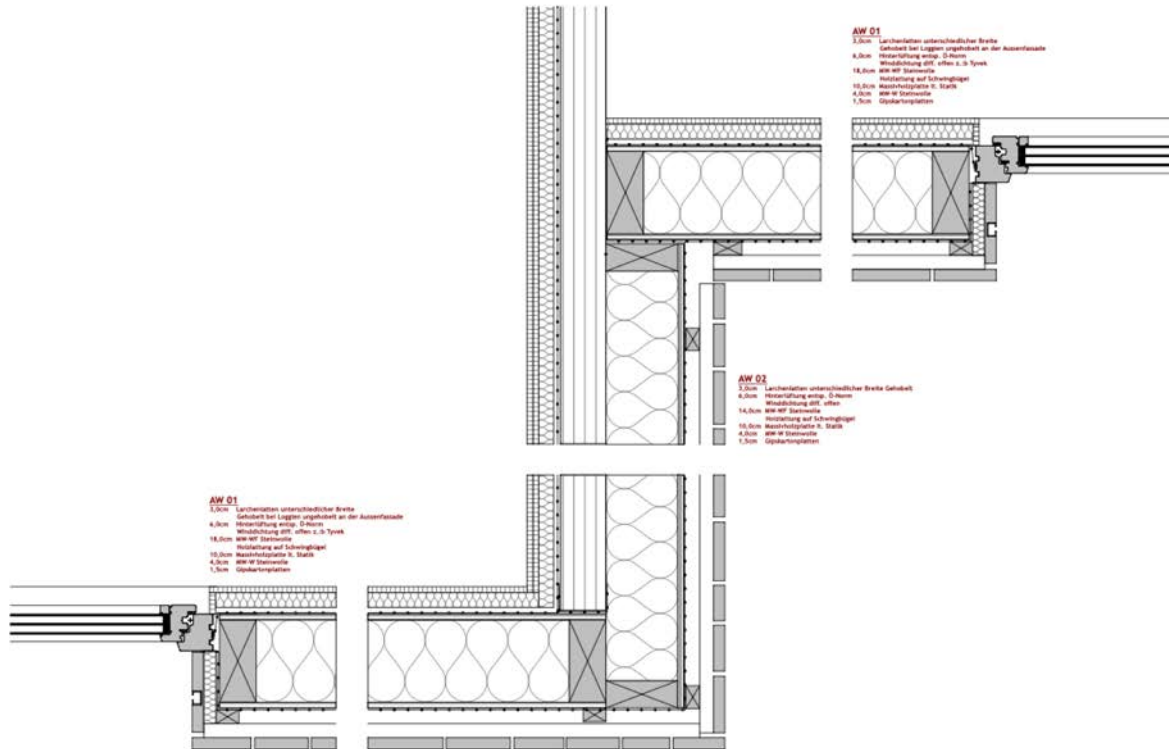 AW 01
3,0cm Larchenlatten unterschiedlicher Breite
Gehobelt bei Loggien ungehobelt an der Aussenfassade
6,0cm Hinterlüftung entsp. Ö-Norm
Winddichtung diff. offen z.:b Tyvek
18,0cm MW-WF Steinwolle
Holzlattung auf Schwingbügel
10,0cm Massivholzplatte lt. Statik
4,0cm MW-W Steinwolle
1,5cm Gipskartonplatten
AW 02
3,0cm Larchenlatten unterschiedlicher Breite Gehobelt
6,0cm Hinterlüftung entsp. Ö-Norm
Winddichtung diff. offen
14,0cm MW-WF Steinwolle
Holzlattung auf Schwingbügel
10,0cm Massivholzplatte lt. Statik
4,0cm MW-W Steinwolle
1,5cm Gipskartonplatten
AW 01
3,0cm Larchenlatten unterschiedlicher Breite
Gehobelt bei Loggien ungehobelt an der Aussenfassade
6,0cm Hinterlüftung entsp. Ö-Norm
Winddichtung diff. offen z.:b Tyvek
18,0cm MW-WF Steinwolle
Holzlattung auf Schwingbügel
10,0cm Massivholzplatte lt. Statik
4,0cm MW-W Steinwolle
1,5cm Gipskartonplatten